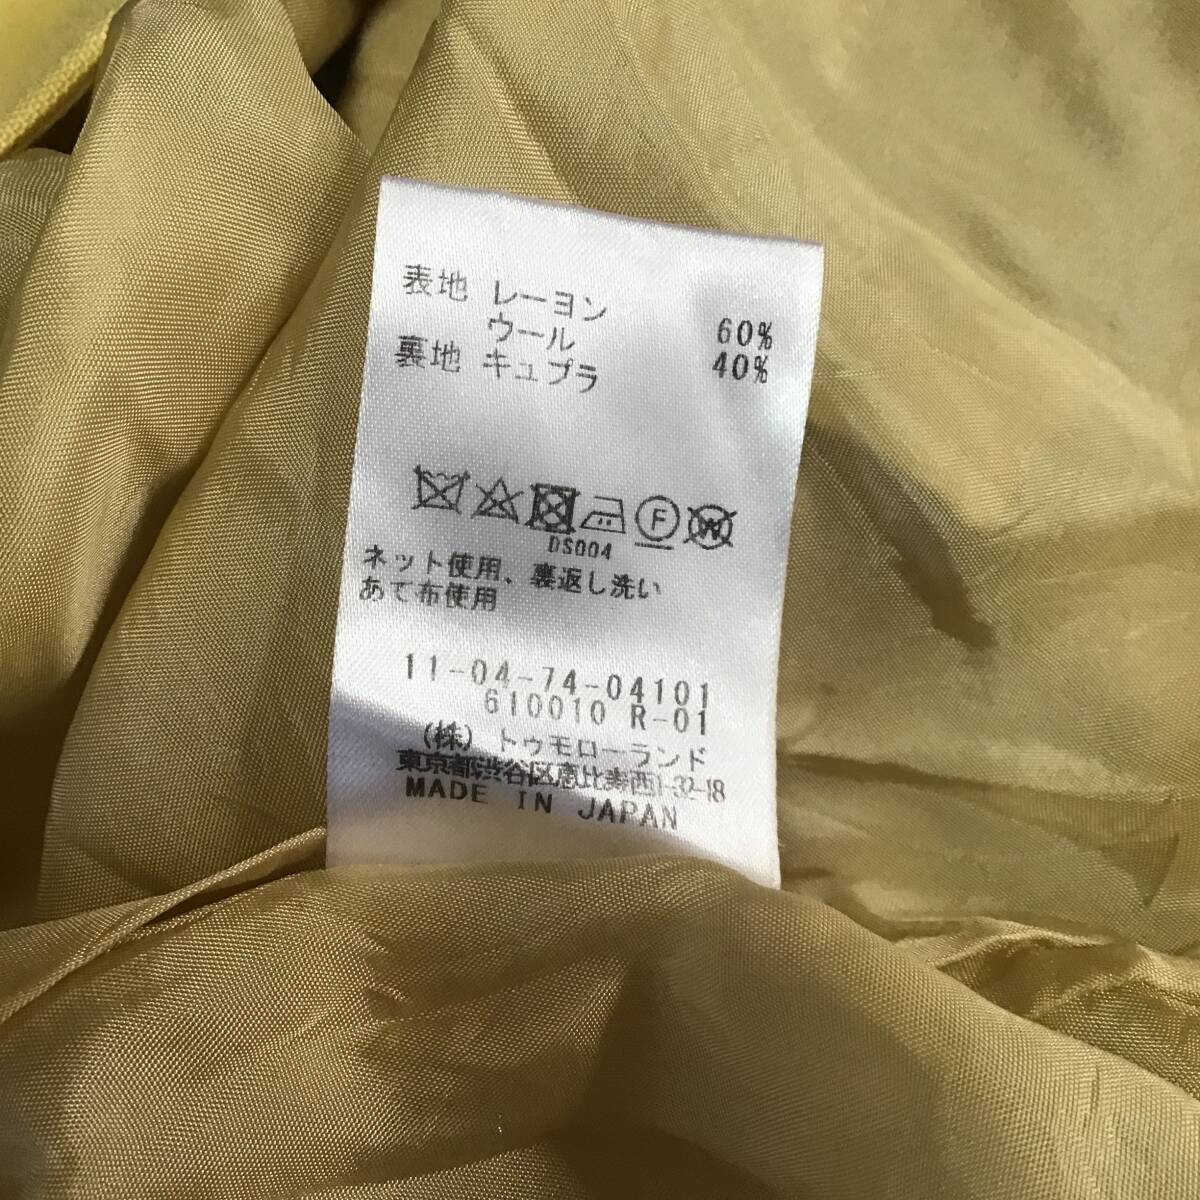 表地 レーヨン 60%
ウール 40%
裏地 キュプラ
F W
DS004
ネット使用、裏返し洗い
あて布使用
11-04-74-04101
610010 R-01
(株) トゥモローランド
東京都渋谷区恵比寿西1-32-18
MADE IN JAPAN